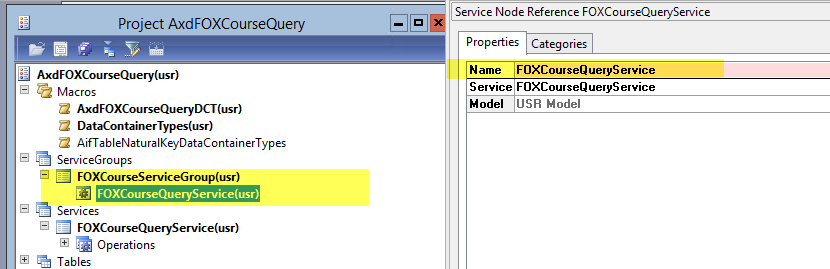 Project AxdFOXCourseQuery
AxdFOXCourseQuery(usr)
Macros
AxdFOXCourseQueryDCT(usr)
DataContainerTypes(usr)
AifTableNaturalKeyDataContainerTypes
ServiceGroups
FOXCourseServiceGroup(usr)
FOXCourseQueryService(usr)
Services
FOXCourseQueryService(usr)
Operations
Tables
Service Node Reference FOXCourseQueryService
Properties Categories
Name FOXCourseQueryService
Service FOXCourseQueryService
Model USR Model